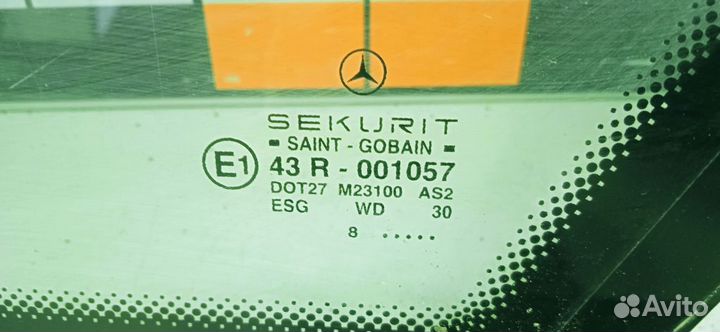 SEKURIT
SAINT - GOBAIN
E1 43 R - 001057
DOT27 M23100 AS2
ESG WD 30
8 .....
Avito